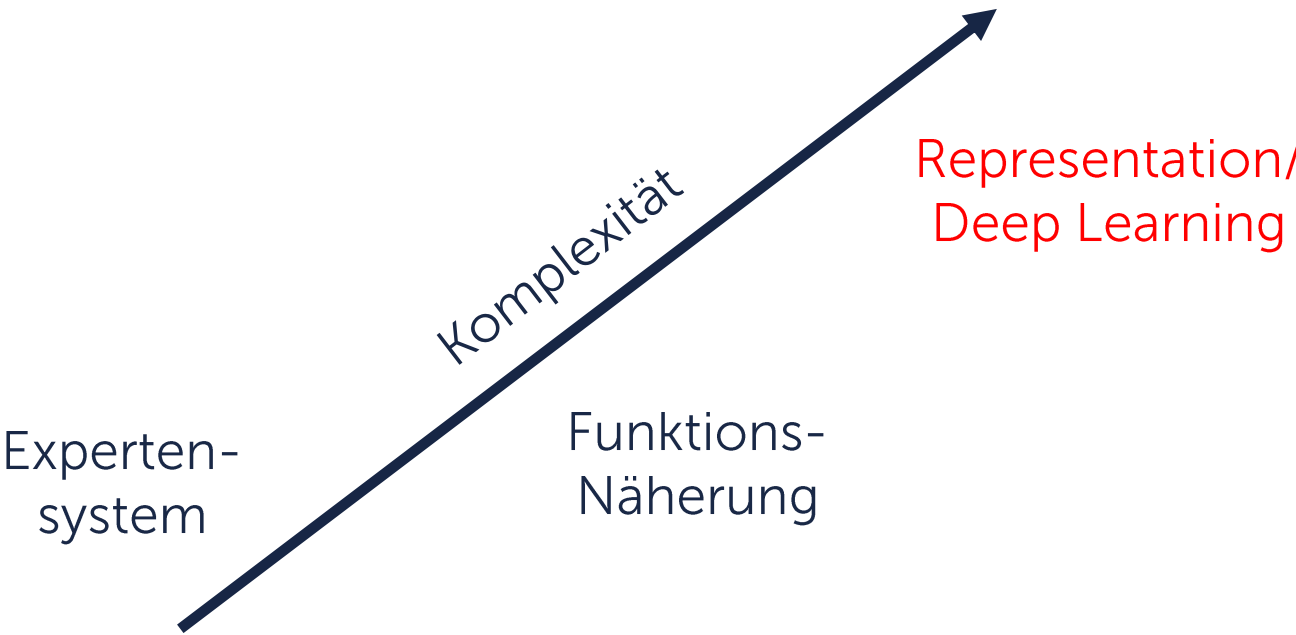 Representation/
Deep Learning
Komplexität
Funktions-
Näherung
Experten-
system